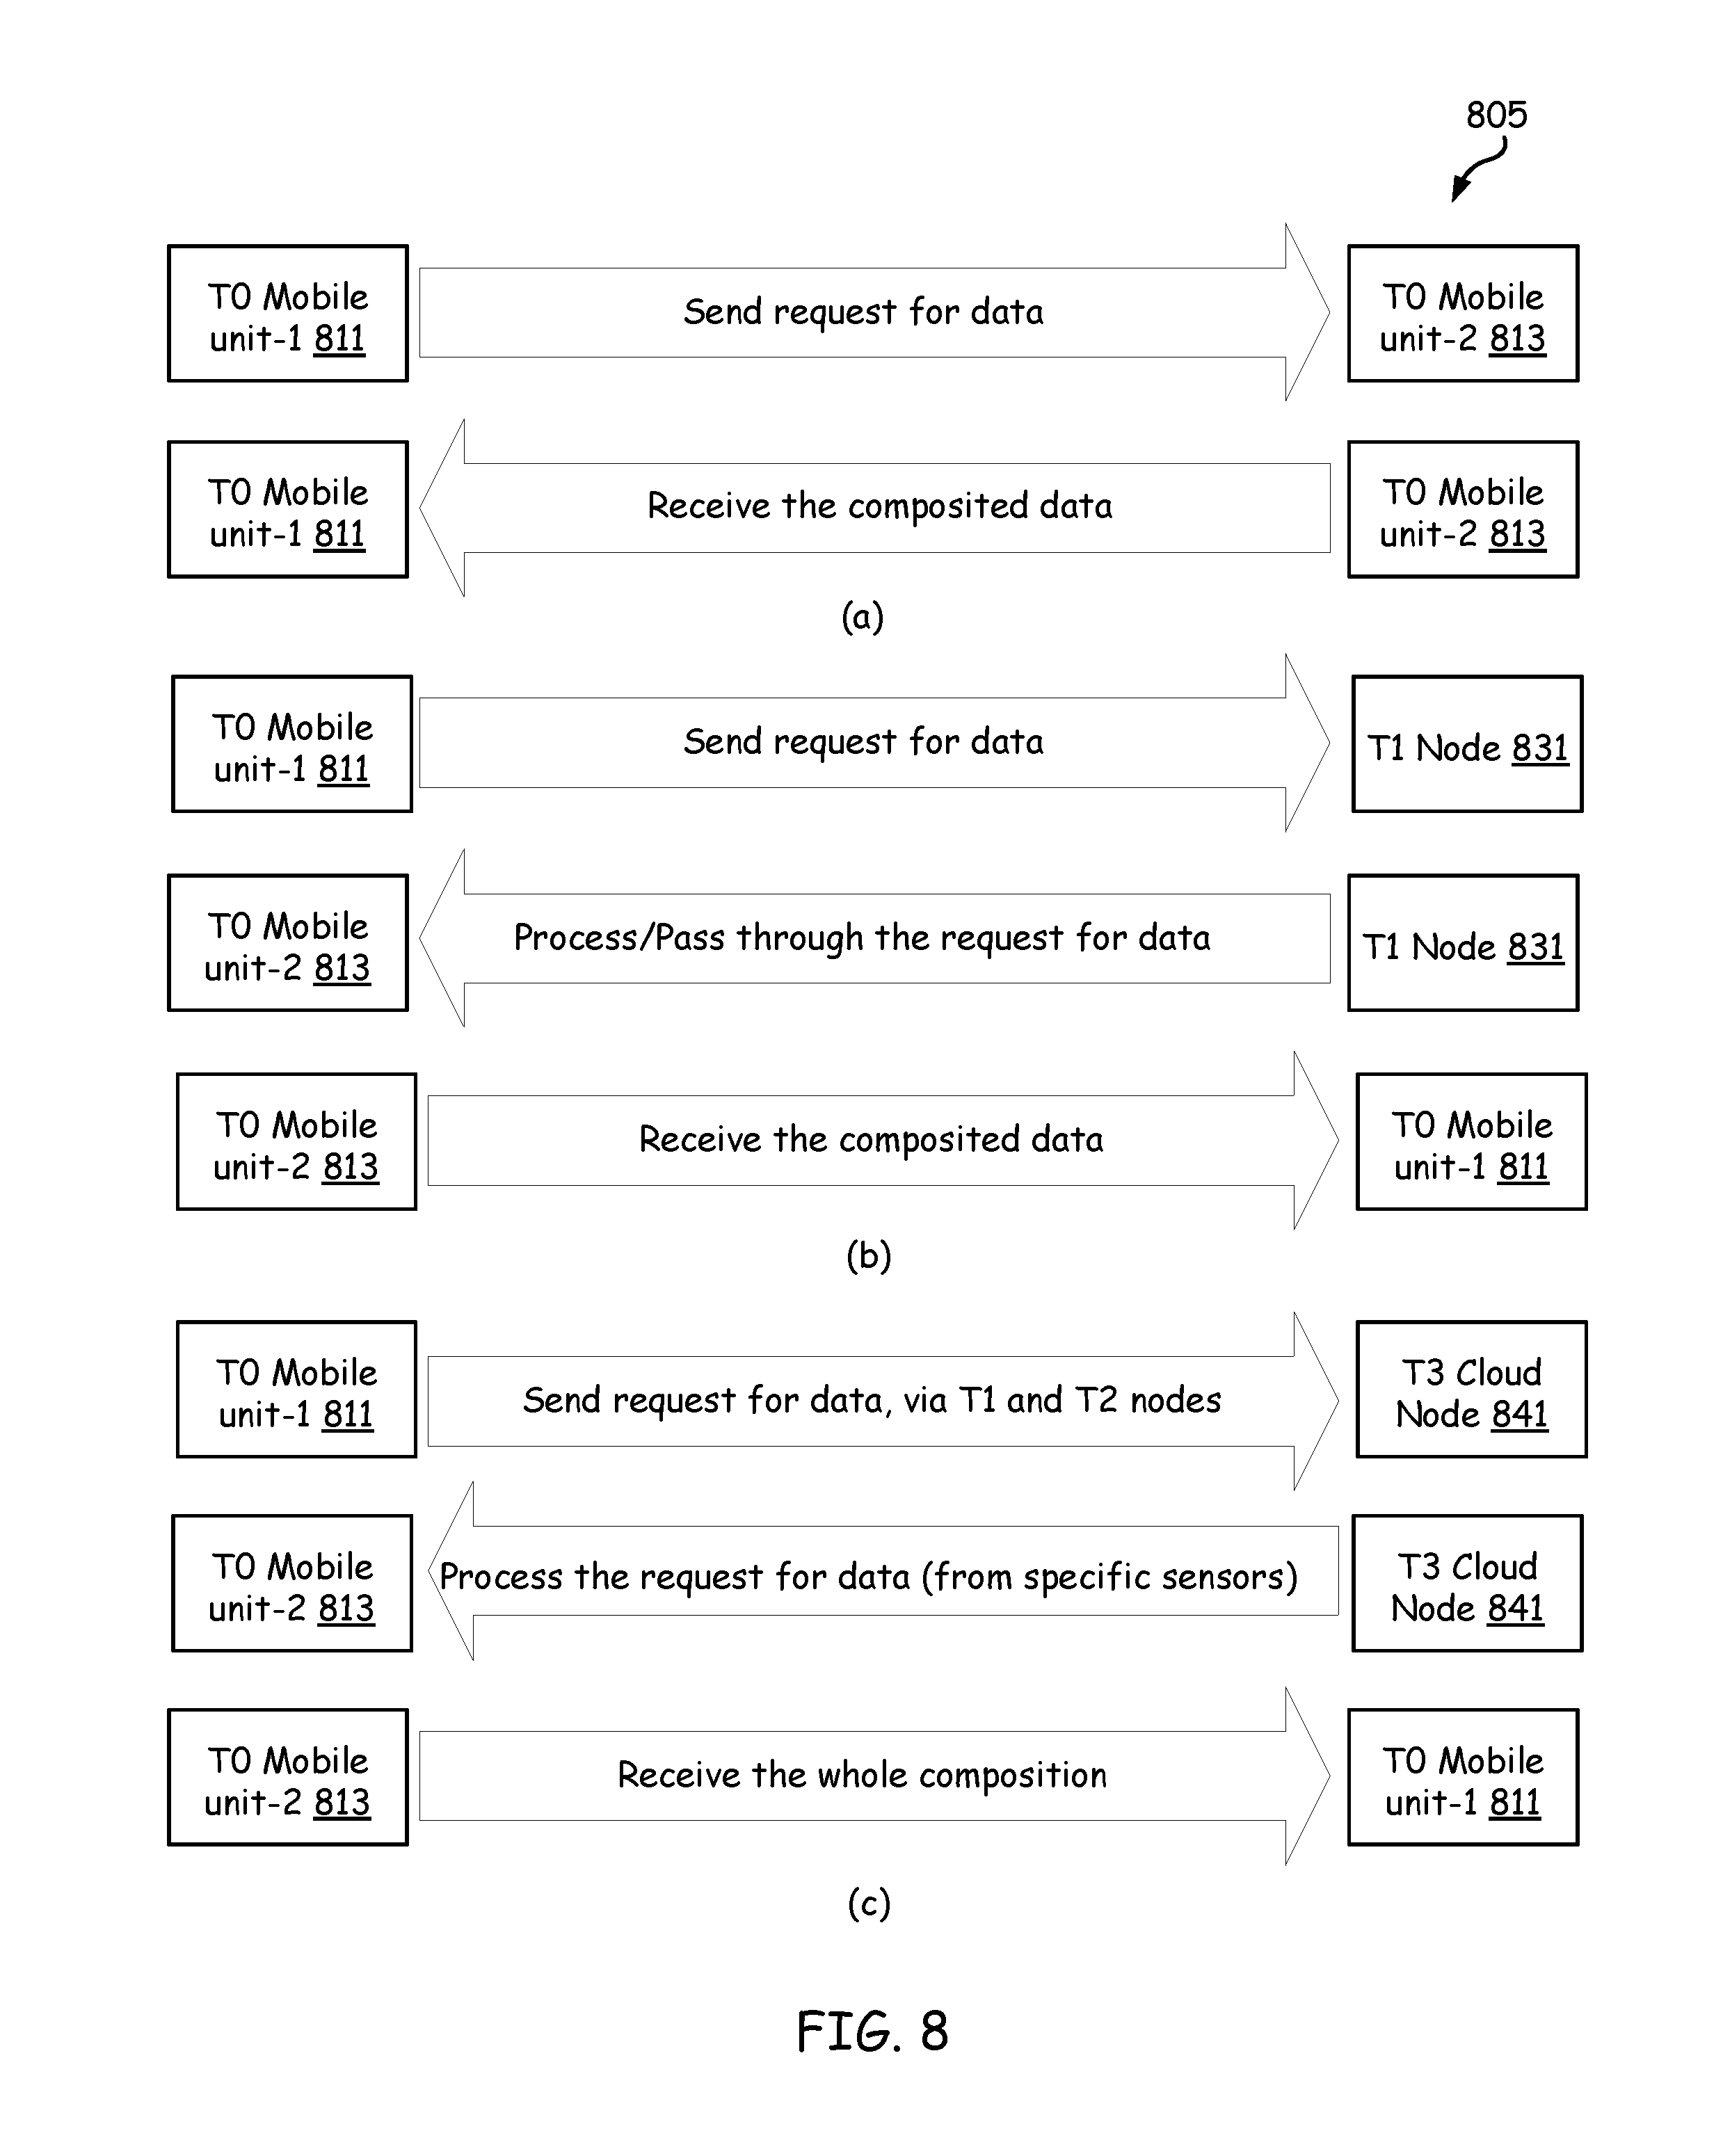 805
T0 Mobile
unit-1 811
Send request for data
T0 Mobile
unit-2 813
T0 Mobile
unit-1 811
Receive the composited data
T0 Mobile
unit-2 813
(a)
T0 Mobile
unit-1 811
Send request for data
T1 Node 831
T0 Mobile
unit-2 813
Process/Pass through the request for data
T1 Node 831
T0 Mobile
unit-2 813
Receive the composited data
T0 Mobile
unit-1 811
(b)
T0 Mobile
unit-1 811
Send request for data, via T1 and T2 nodes
T3 Cloud
Node 841
T0 Mobile
unit-2 813
Process the request for data (from specific sensors)
T3 Cloud
Node 841
T0 Mobile
unit-2 813
Receive the whole composition
T0 Mobile
unit-1 811
(c)
FIG. 8